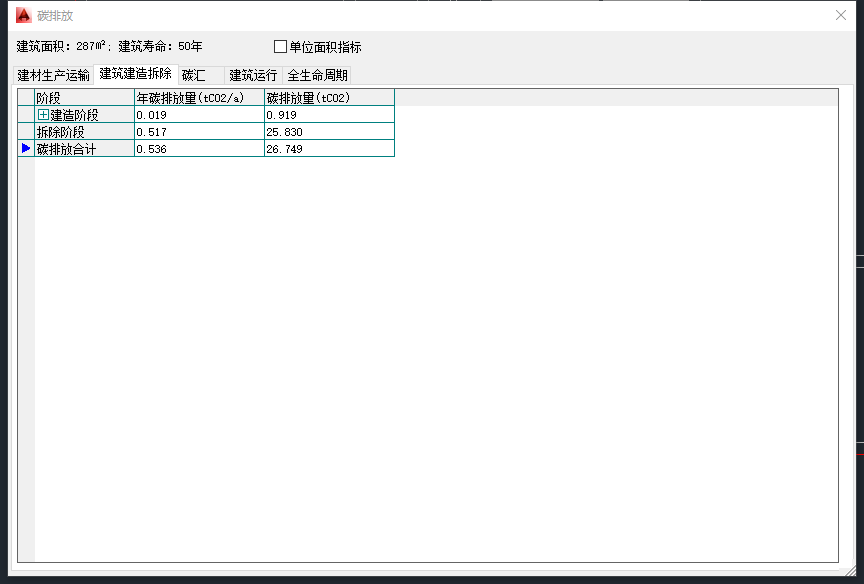 碳排放
建筑面积: 287m²; 建筑寿命: 50年 单位面积指标
建材生产运输 建筑建造拆除 碳汇 建筑运行 全生命周期
阶段 年碳排放量(tCO2/a) 碳排放量(tCO2)
建造阶段 0.019 0.919
拆除阶段 0.517 25.830
碳排放合计 0.536 26.749